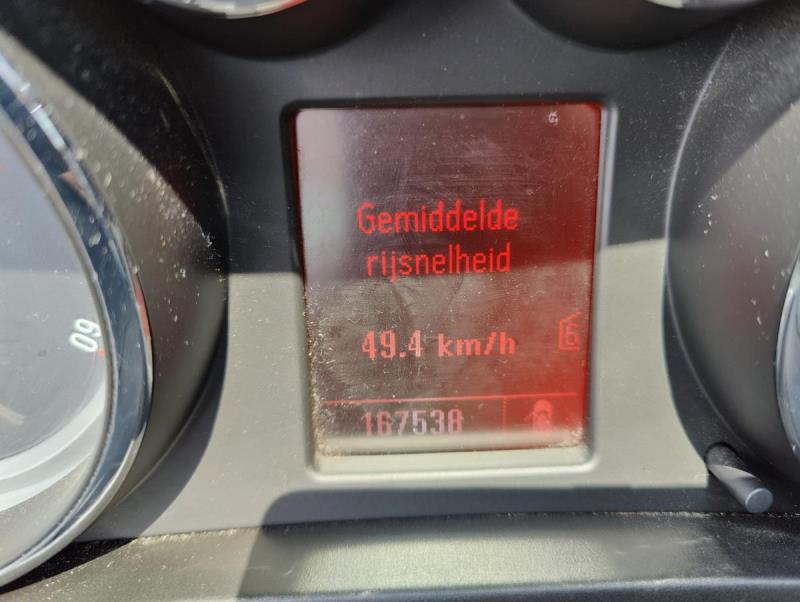 Gemiddelde
rijsnelheid
49.4 km/h
6
167538
60